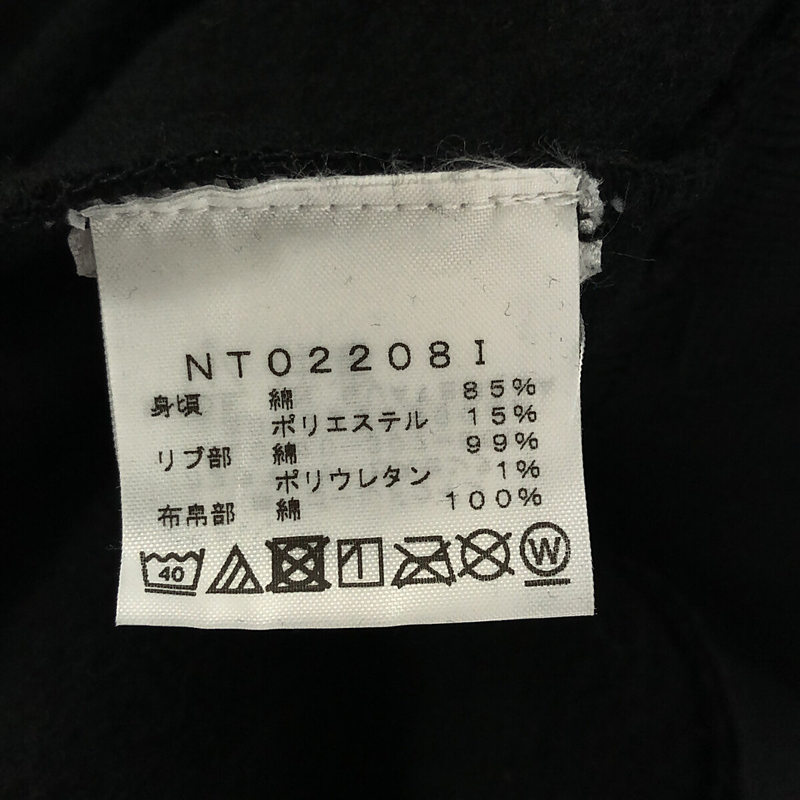 NT02208I
身頃 綿 85%
ポリエステル 15%
リブ部 綿 99%
ポリウレタン 1%
布帛部 綿 100%
40 W